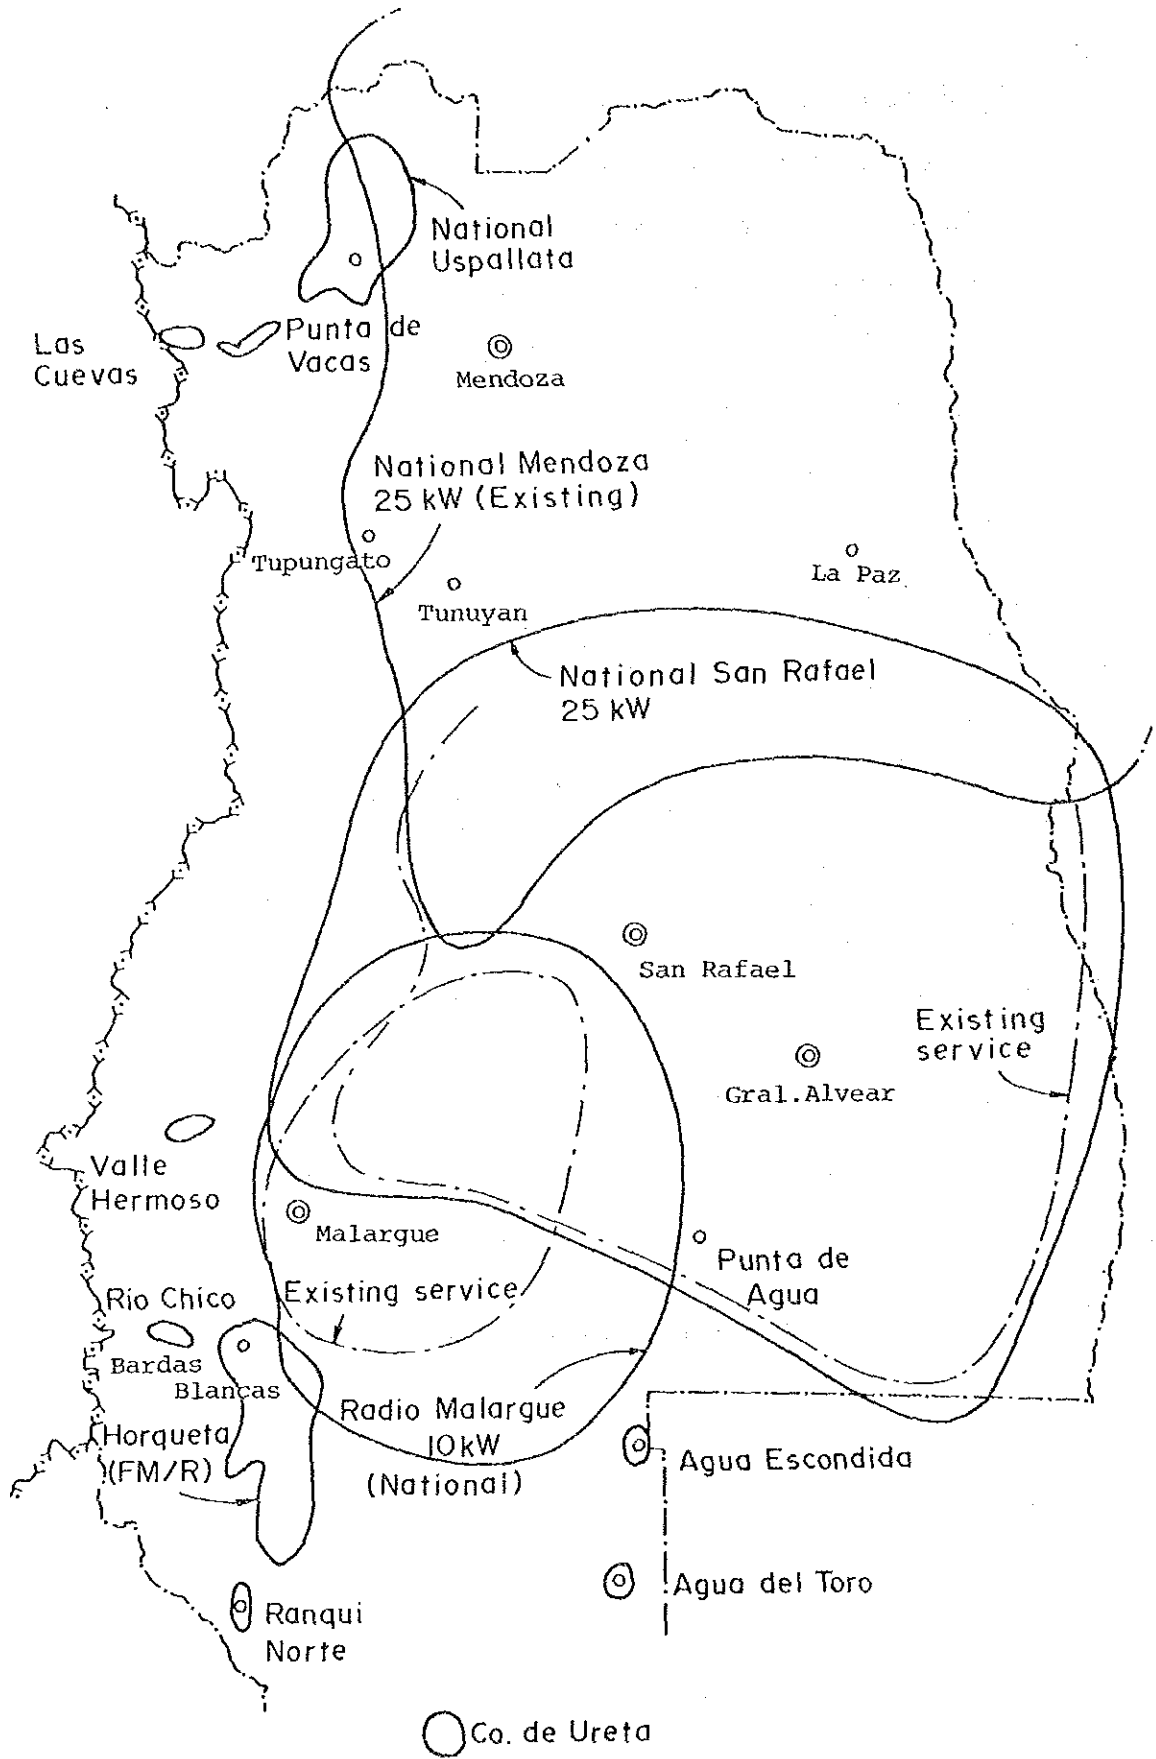 National
Uspallata
Las
Cuevas
Punta de
Vacas
Mendoza
National Mendoza
25 kW (Existing)
Tupungato
La Paz
Tunuyan
National San Rafael
25 kW
San Rafael
Existing
service
Gral.Alvear
Valle
Hermoso
Malargue
Punta de
Agua
Existing service
Rio Chico
Bardas
Blancas
Radio Malargue
10kW
(National)
Horqueta
(FM/R)
Agua Escondida
Agua del Toro
Ranqui
Norte
Co. de Ureta